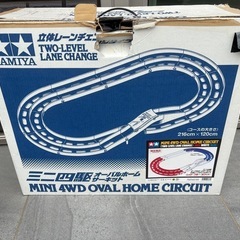 TAMIYA
立体レーンチェン
TWO-LEVEL
LANE CHANGE
〈コースの大きさ〉
216cm×120cm
ミニ四駆
オーバルホーム
サーキット
MINI 4WD OVAL HOME CIRCUIT